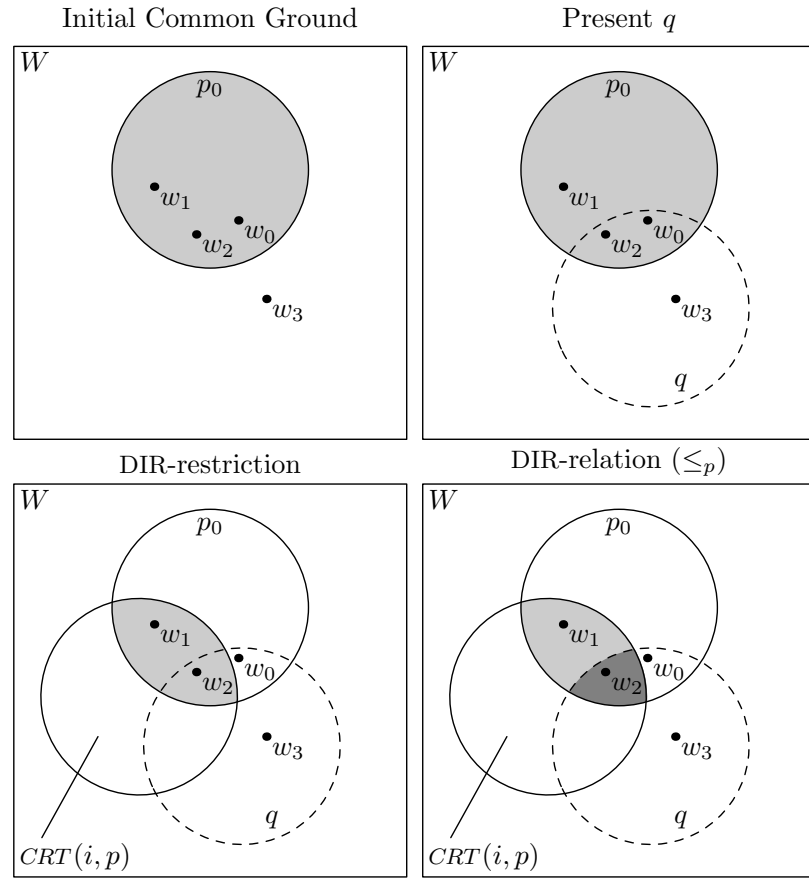 Initial Common Ground
W
p₀
w₁
w₀
w₂
w₃
Present q
W
p₀
w₁
w₀
w₂
w₃
q
DIR-restriction
W
p₀
w₁
w₀
w₂
w₃
q
CRT(i, p)
DIR-relation (≤ₚ)
W
p₀
w₁
w₀
w₂
w₃
q
CRT(i, p)